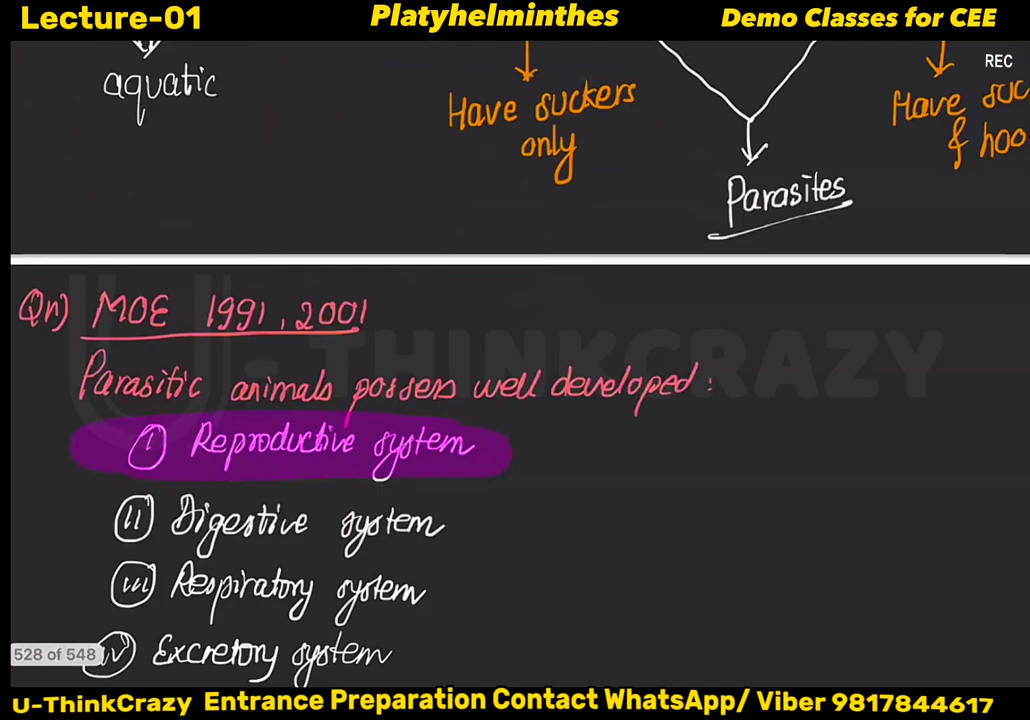 Lecture-01 Platyhelminthes Demo Classes for CEE
REC
aquatic
Have suckers
only
Have suc
& hoo
Parasites
U - THINKCRAZY
Qn) MOE 1991, 2001
Parasitic animals possers well developed :
(i) Reproductive system
(ii) Digestive system
(iii) Respiratory system
(iv) Excretory system
528 of 548
U-ThinkCrazy Entrance Preparation Contact WhatsApp/ Viber 9817844617